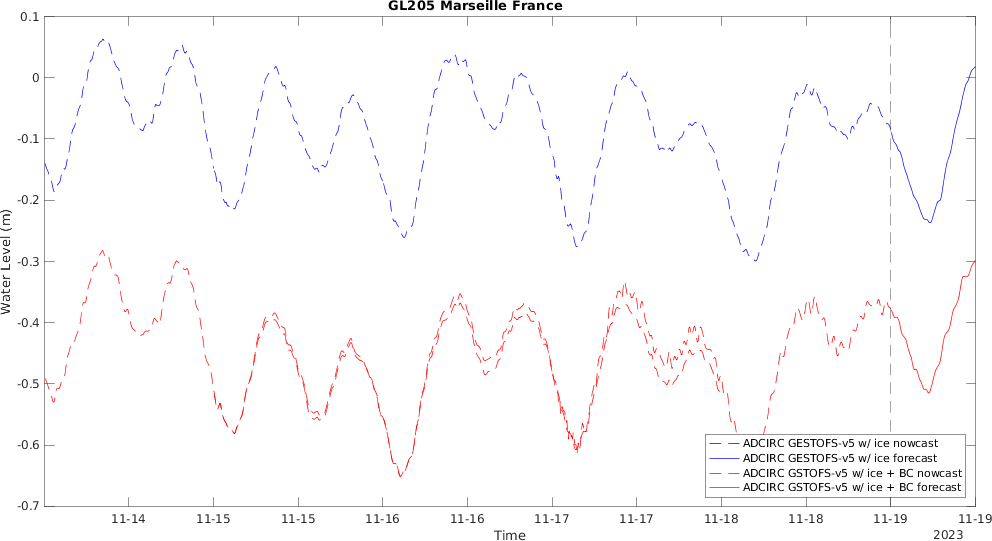 GL205 Marseille France
0.1
0
-0.1
-0.2
-0.3
-0.4
-0.5
-0.6
-0.7
Water Level (m)
ADCIRC GESTOFS-v5 w/ ice nowcast
ADCIRC GESTOFS-v5 w/ ice forecast
ADCIRC GSTOFS-v5 w/ ice + BC nowcast
ADCIRC GSTOFS-v5 w/ ice + BC forecast
11-14 11-15 11-15 11-16 11-16 11-17 11-17 11-18 11-18 11-19 11-19
Time
2023